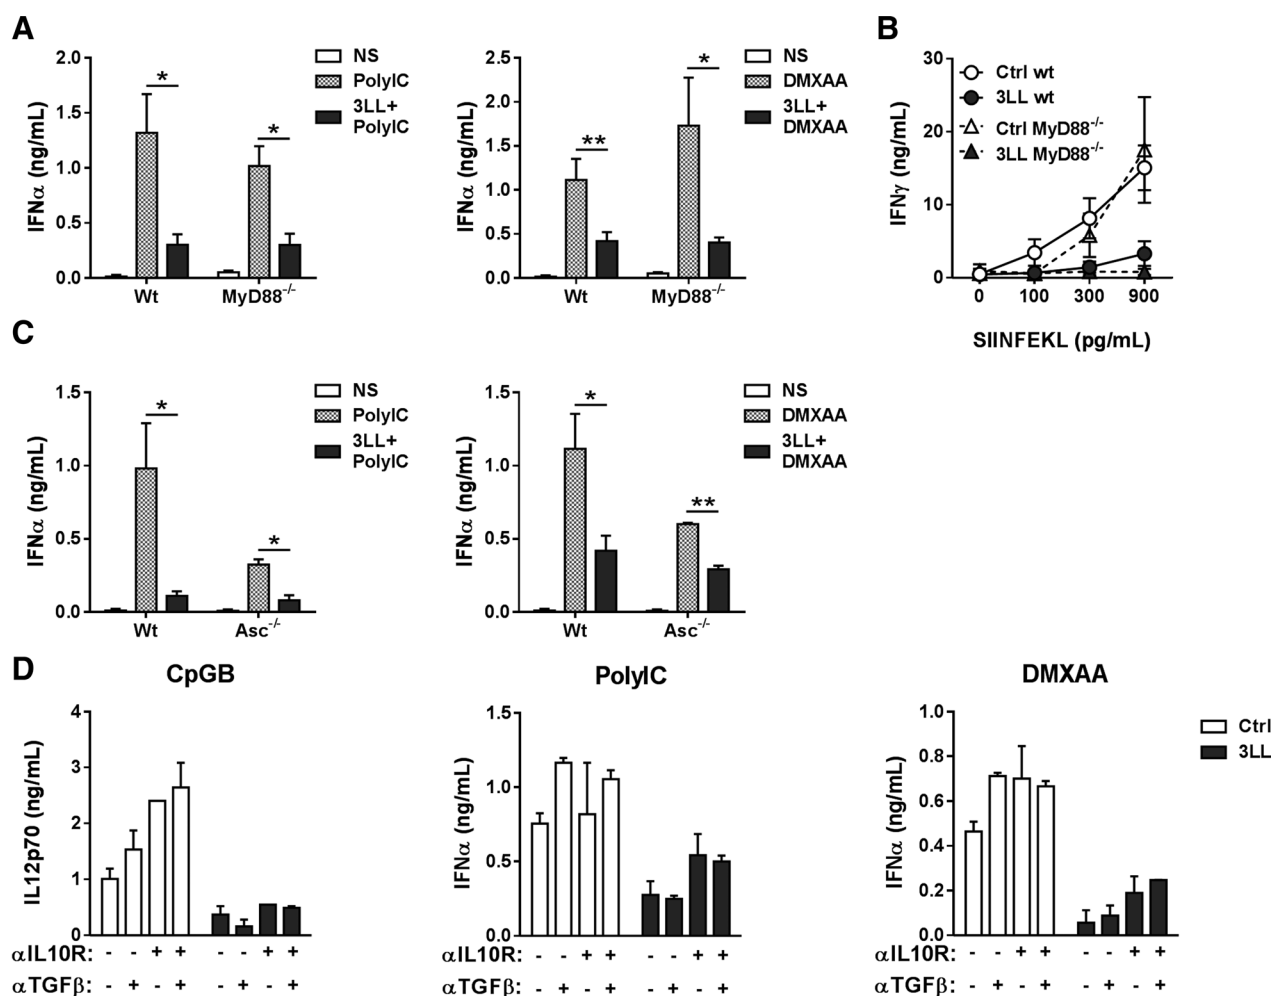 A
2.0
1.5
1.0
0.5
0.0
IFNα (ng/mL)
*
*
Wt
MyD88-/-
NS
PolyIC
3LL+
PolyIC
2.5
2.0
1.5
1.0
0.5
0.0
IFNα (ng/mL)
**
*
Wt
MyD88-/-
NS
DMXAA
3LL+
DMXAA
B
30
20
10
0
IFNγ (ng/mL)
Ctrl wt
3LL wt
Ctrl MyD88-/-
3LL MyD88-/-
0 100 300 900
SIINFEKL (pg/mL)
C
1.5
1.0
0.5
0.0
IFNα (ng/mL)
*
*
Wt
Asc-/-
NS
PolyIC
3LL+
PolyIC
1.5
1.0
0.5
0.0
IFNα (ng/mL)
*
**
Wt
Asc-/-
NS
DMXAA
3LL+
DMXAA
D
CpGB
4
3
2
1
0
IL12p70 (ng/mL)
αIL10R: - - + + - - + +
αTGFβ: - + - + - + - +
PolyIC
1.5
1.0
0.5
0.0
IFNα (ng/mL)
αIL10R: - - + + - - + +
αTGFβ: - + - + - + - +
DMXAA
1.0
0.8
0.6
0.4
0.2
0.0
IFNα (ng/mL)
αIL10R: - - + + - - + +
αTGFβ: - + - + - + - +
Ctrl
3LL